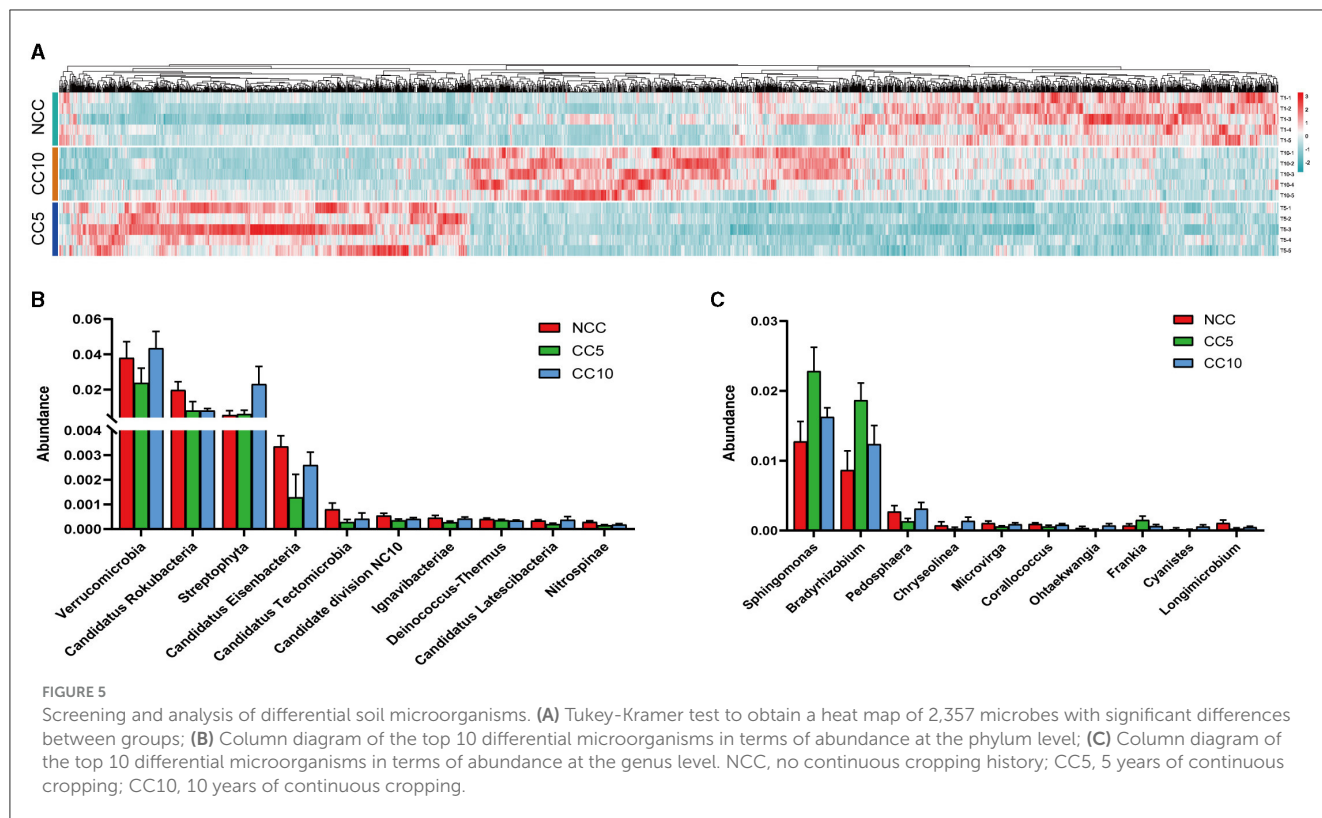 A
NCC
CC10
CC5
3
2
1
0
-1
-2
T1-1
T1-2
T1-3
T1-4
T1-5
T10-1
T10-2
T10-3
T10-4
T10-5
T5-1
T5-2
T5-3
T5-4
T5-5
B
0.06
0.04
0.02
0.004
0.003
0.002
0.001
0.000
Abundance
NCC
CC5
CC10
Verrucomicrobia
Candidatus Rokubacteria
Streptophyta
Candidatus Eisenbacteria
Candidatus Tectomicrobia
Candidate division NC10
Ignavibacteriae
Deinococcus-Thermus
Candidatus Latescibacteria
Nitrospinae
C
0.03
0.02
0.01
0.00
Abundance
NCC
CC5
CC10
Sphingomonas
Bradyrhizobium
Pedosphaera
Chryseolinea
Microvirga
Corallococcus
Ohtaekwangia
Frankia
Cyanistes
Longimicrobium
FIGURE 5
Screening and analysis of differential soil microorganisms. (A) Tukey-Kramer test to obtain a heat map of 2,357 microbes with significant differences
between groups; (B) Column diagram of the top 10 differential microorganisms in terms of abundance at the phylum level; (C) Column diagram of
the top 10 differential microorganisms in terms of abundance at the genus level. NCC, no continuous cropping history; CC5, 5 years of continuous
cropping; CC10, 10 years of continuous cropping.